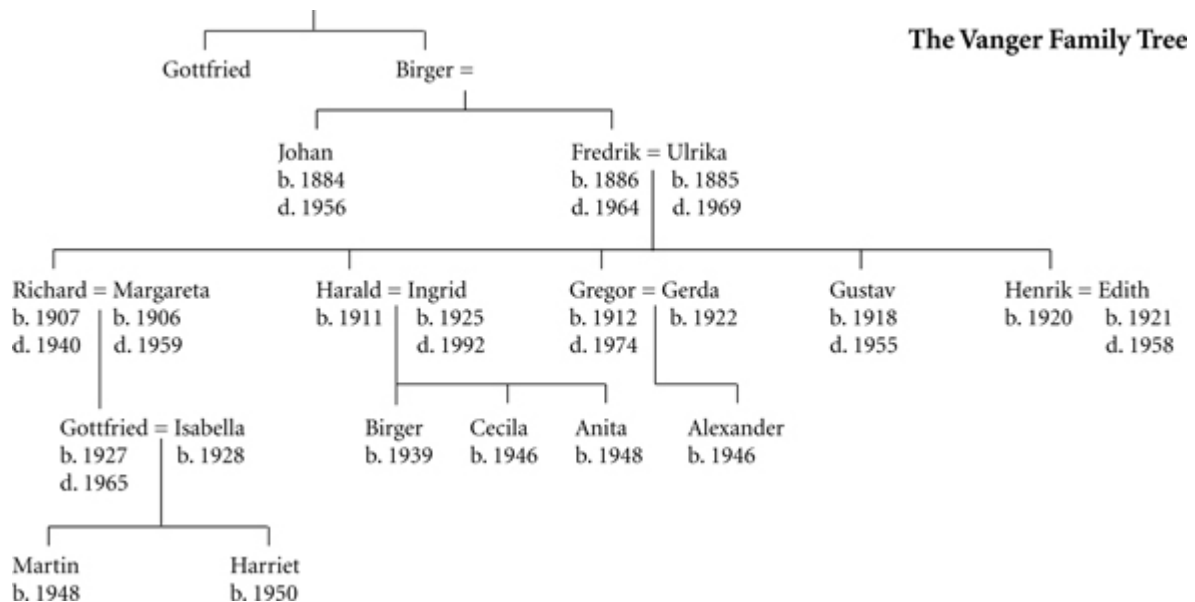 The Vanger Family Tree
Gottfried Birger =
Johan Fredrik = Ulrika
b. 1884 b. 1886 b. 1885
d. 1956 d. 1964 d. 1969
Richard = Margareta Harald = Ingrid Gregor = Gerda Gustav Henrik = Edith
b. 1907 b. 1906 b. 1911 b. 1925 b. 1912 b. 1922 b. 1918 b. 1920 b. 1921
d. 1940 d. 1959 d. 1992 d. 1974 d. 1955 d. 1958
Gottfried = Isabella Birger Cecila Anita Alexander
b. 1927 b. 1928 b. 1939 b. 1946 b. 1948 b. 1946
d. 1965
Martin Harriet
b. 1948 b. 1950